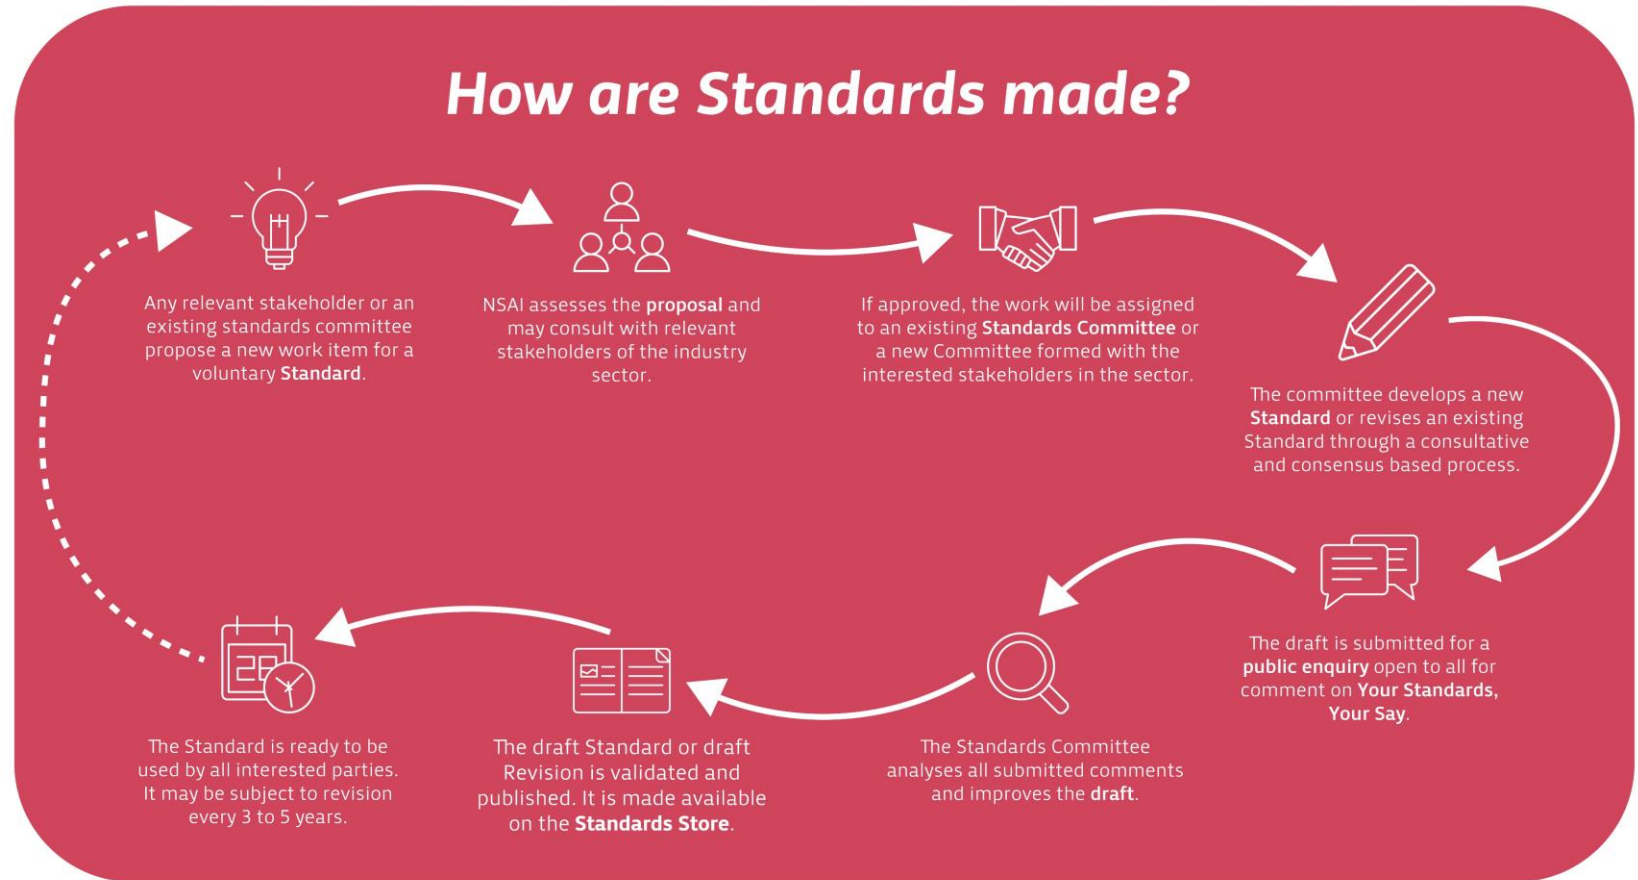 How are Standards made?
Any relevant stakeholder or an
existing standards committee
propose a new work item for a
voluntary Standard.
NSAI assesses the proposal and
may consult with relevant
stakeholders of the industry
sector.
If approved, the work will be assigned
to an existing Standards Committee or
a new Committee formed with the
interested stakeholders in the sector.
The committee develops a new
Standard or revises an existing
Standard through a consultative
and consensus based process.
The draft is submitted for a
public enquiry open to all for
comment on Your Standards,
Your Say.
The Standards Committee
analyses all submitted comments
and improves the draft.
The draft Standard or draft
Revision is validated and
published. It is made available
on the Standards Store.
28
The Standard is ready to be
used by all interested parties.
It may be subject to revision
every 3 to 5 years.